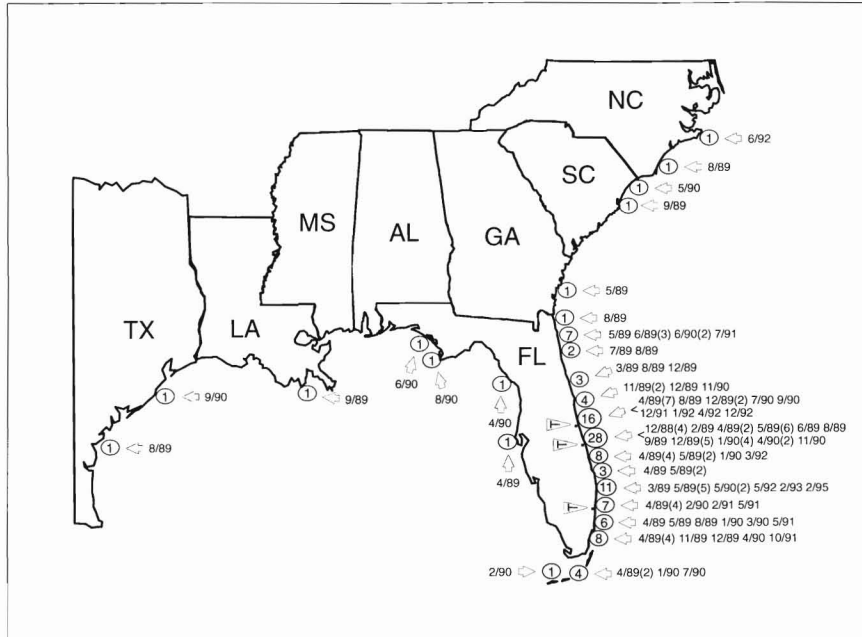 NC
① ⇦ 6/92
SC
① ⇦ 8/89
① ⇦ 5/90
① ⇦ 9/89
MS
AL
GA
① ⇦ 5/89
TX
LA
FL
① ⇦ 8/89
⑦ ⇦ 5/89 6/89(3) 6/90(2) 7/91
② ⇦ 7/89 8/89
① 6/90
① 8/90
③ ⇦ 3/89 8/89 12/89
① 4/90
④ ⇦ 11/89(2) 12/89 11/90
① ⇦ 9/90
① ⇦ 9/89
⑯ ⇦ 4/89(7) 8/89 12/89(2) 7/90 9/90
12/91 1/92 4/92 12/92
T
㉘ ⇦ 12/88(4) 2/89 4/89(2) 5/89(6) 6/89 8/89
9/89 12/89(5) 1/90(4) 4/90(2) 11/90
T
① ⇦ 8/89
① 4/89
⑧ ⇦ 4/89(4) 5/89(2) 1/90 3/92
③ ⇦ 4/89 5/89(2)
⑪ ⇦ 3/89 5/89(5) 5/90(2) 5/92 2/93 2/95
T
⑦ ⇦ 4/89(4) 2/90 2/91 5/91
⑥ ⇦ 4/89 5/89 8/89 1/90 3/90 5/91
⑧ ⇦ 4/89(4) 11/89 12/89 4/90 10/91
2/90 ⇨ ①
④ ⇦ 4/89(2) 1/90 7/90